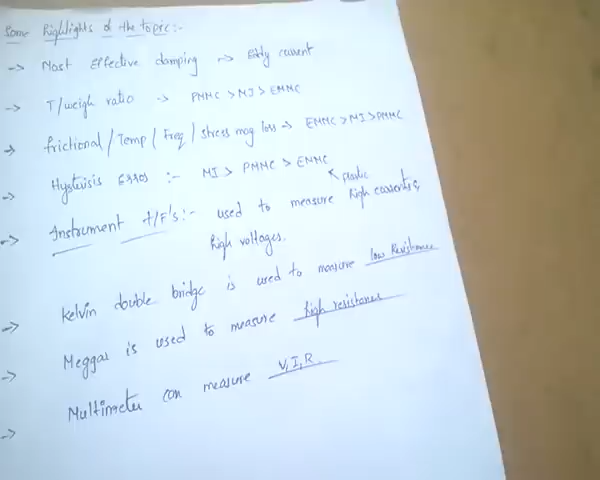 Some Highlights of the topic:-
-> Most Effective damping -> Eddy current
-> T/weigh ratio -> PMMC > MI > EMMC
-> frictional / Temp / Freq / stress mag loss -> EMMC > MI > PMMC
-> Hysterisis Error :- MI > PMMC > EMMC
plastic
-> Instrument t/F's:- used to measure high currents &
high voltages.
-> Kelvin double bridge is used to measure low Resistance
-> Meggar is used to measure high resistance
-> Multimeter can measure V, I, R